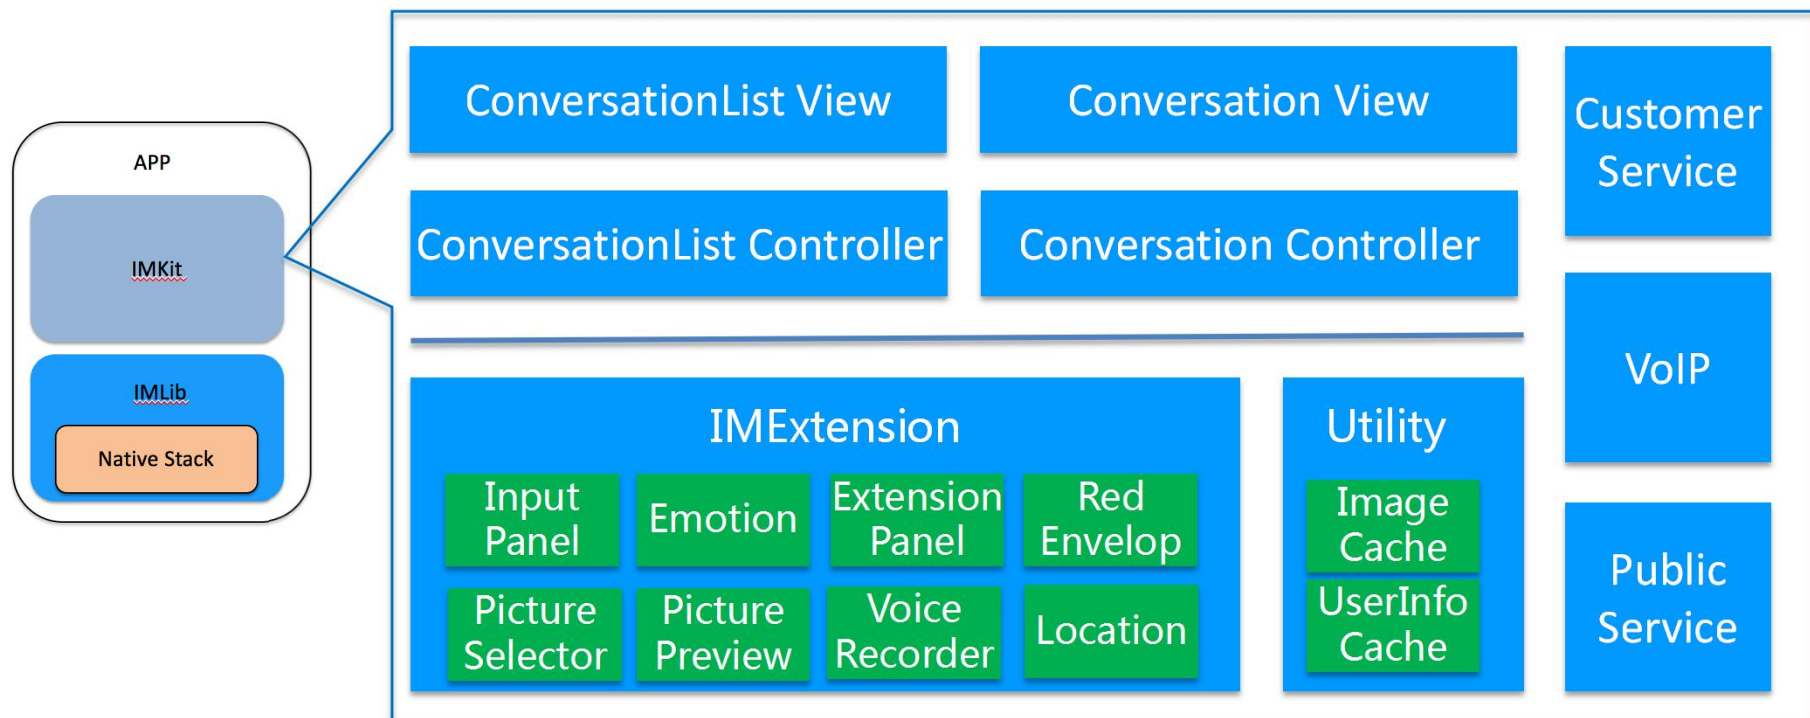 APP
IMKit
IMLib
Native Stack
ConversationList View
Conversation View
ConversationList Controller
Conversation Controller
IMExtension
Input
Panel
Emotion
Extension
Panel
Red
Envelop
Picture
Selector
Picture
Preview
Voice
Recorder
Location
Utility
Image
Cache
UserInfo
Cache
Customer
Service
VoIP
Public
Service